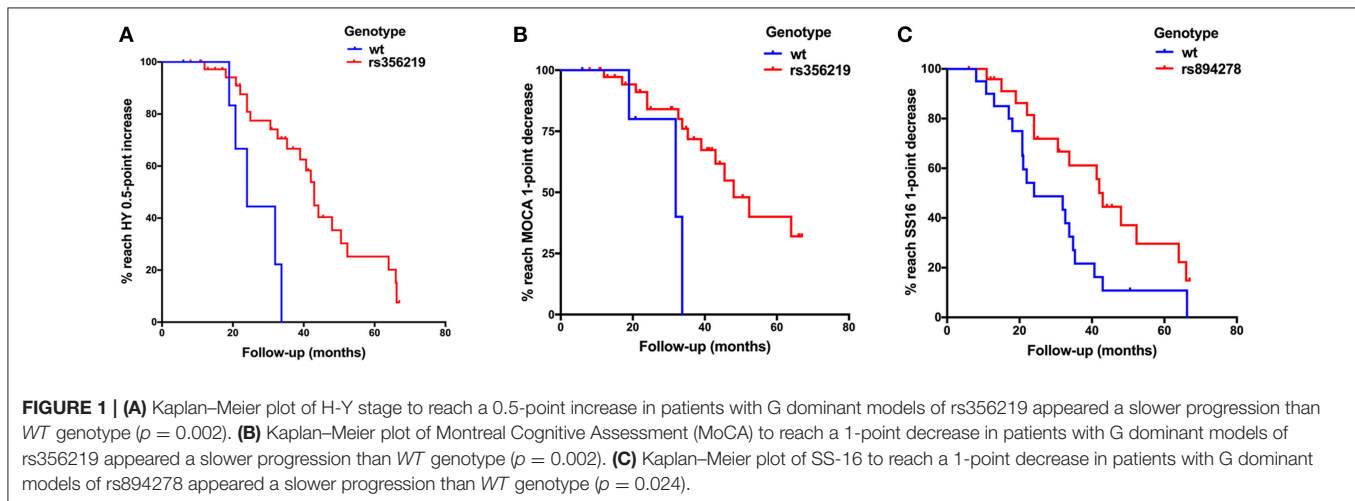 A
Genotype
wt
rs356219
% reach HY 0.5-point increase
100
80
60
40
20
0
0 20 40 60 80
Follow-up (months)
B
Genotype
wt
rs356219
% reach MOCA 1-point decrease
100
75
50
25
0
0 20 40 60 80
Follow-up (months)
C
Genotype
wt
rs894278
% reach SS16 1-point decrease
100
80
60
40
20
0
0 20 40 60 80
Follow-up (months)
FIGURE 1 | (A) Kaplan–Meier plot of H-Y stage to reach a 0.5-point increase in patients with G dominant models of rs356219 appeared a slower progression than
WT genotype (p = 0.002). (B) Kaplan–Meier plot of Montreal Cognitive Assessment (MoCA) to reach a 1-point decrease in patients with G dominant models of
rs356219 appeared a slower progression than WT genotype (p = 0.002). (C) Kaplan–Meier plot of SS-16 to reach a 1-point decrease in patients with G dominant
models of rs894278 appeared a slower progression than WT genotype (p = 0.024).